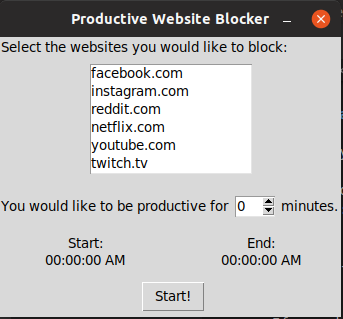 Productive Website Blocker
Select the websites you would like to block:
facebook.com
instagram.com
reddit.com
netflix.com
youtube.com
twitch.tv
You would like to be productive for 0 minutes.
Start: End:
00:00:00 AM 00:00:00 AM
Start!